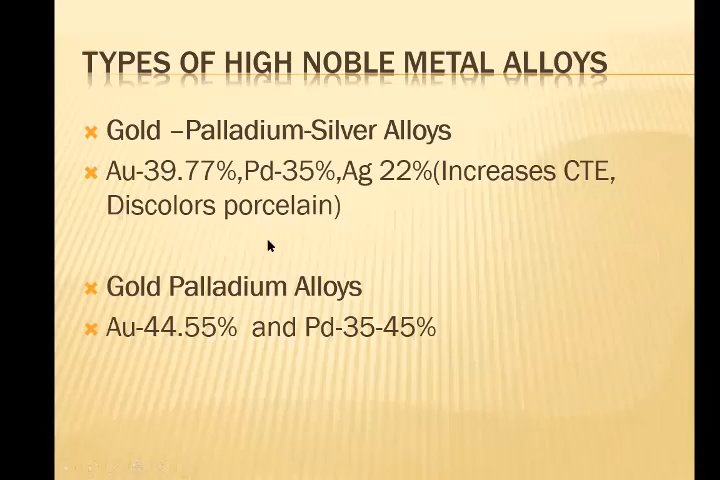 TYPES OF HIGH NOBLE METAL ALLOYS
Gold –Palladium-Silver Alloys
Au-39.77%,Pd-35%,Ag 22%(Increases CTE,
Discolors porcelain)
Gold Palladium Alloys
Au-44.55%  and Pd-35-45%